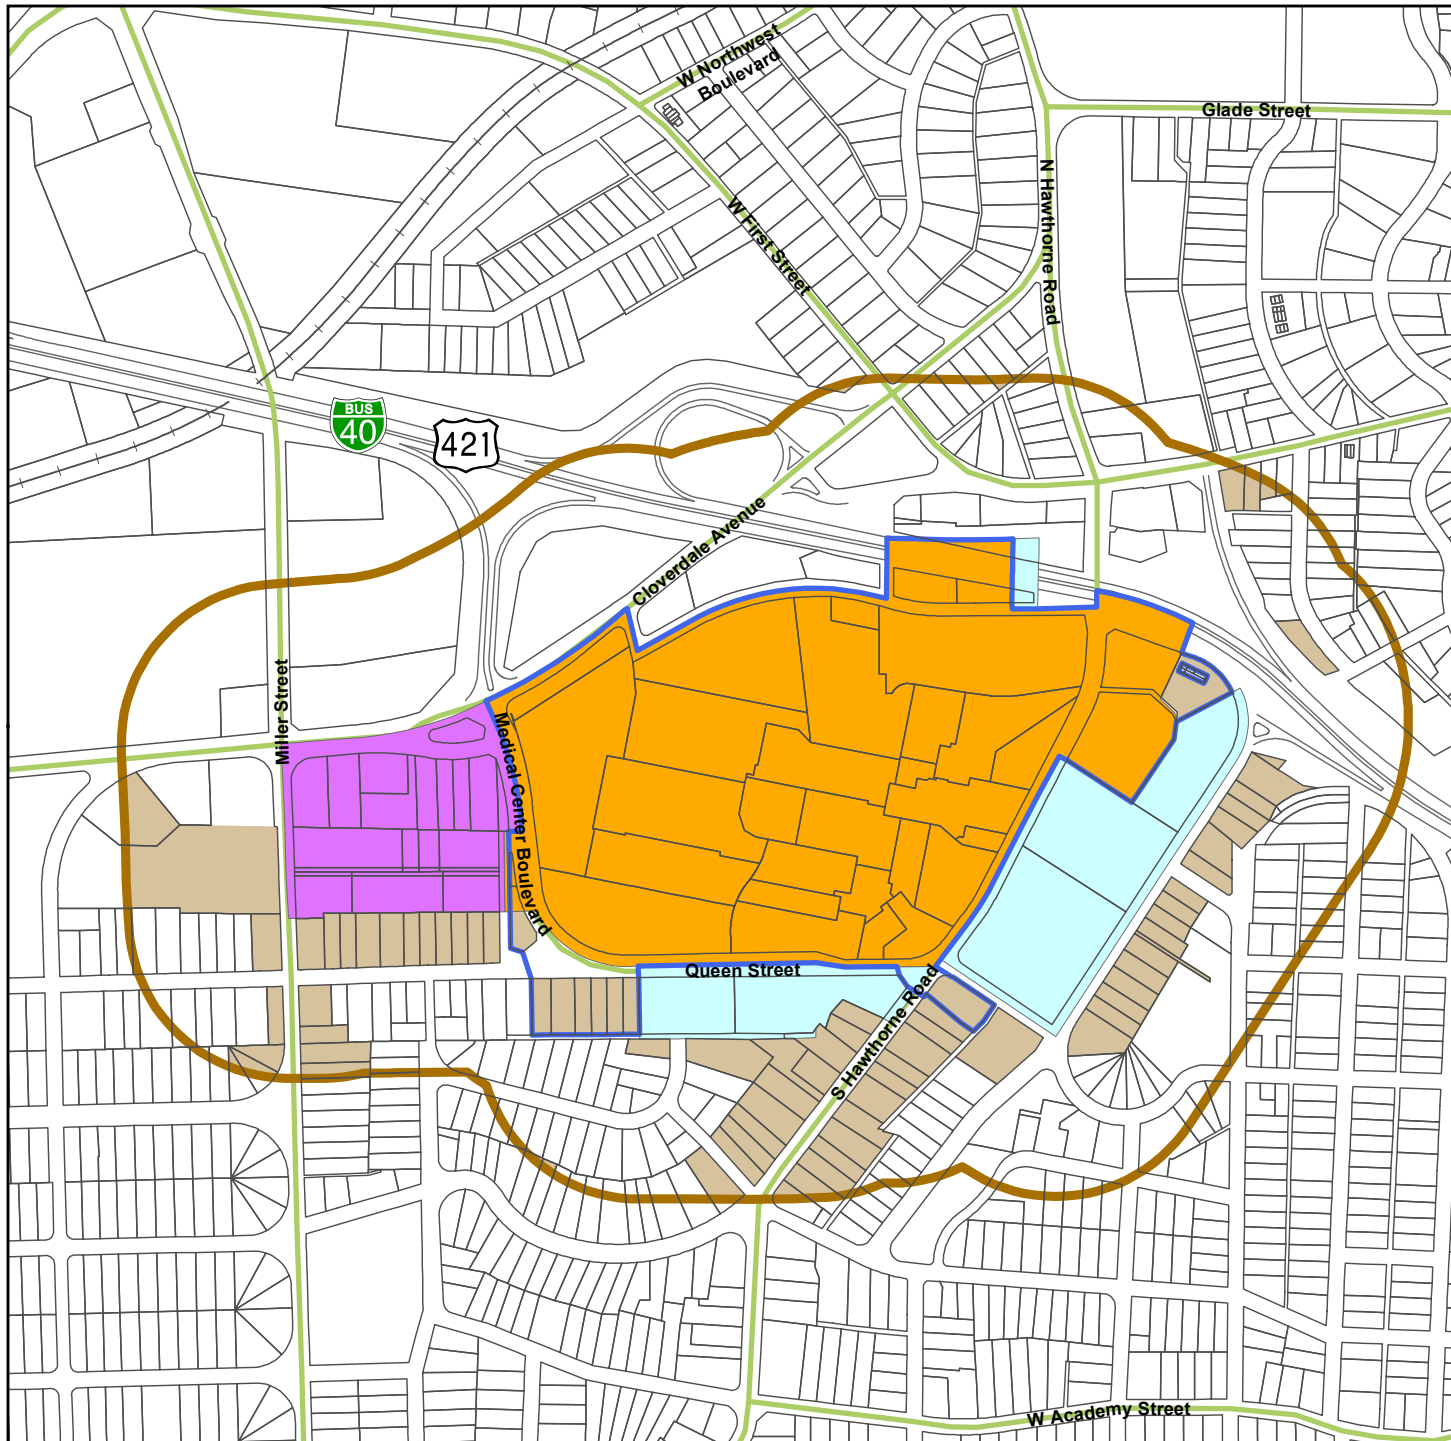 W Northwest
Boulevard
Glade Street
N Hawthorne Road
W First Street
BUS
40
421
Cloverdale Avenue
Miller Street
Medical Center Boulevard
Queen Street
S Hawthorne Road
W Academy Street